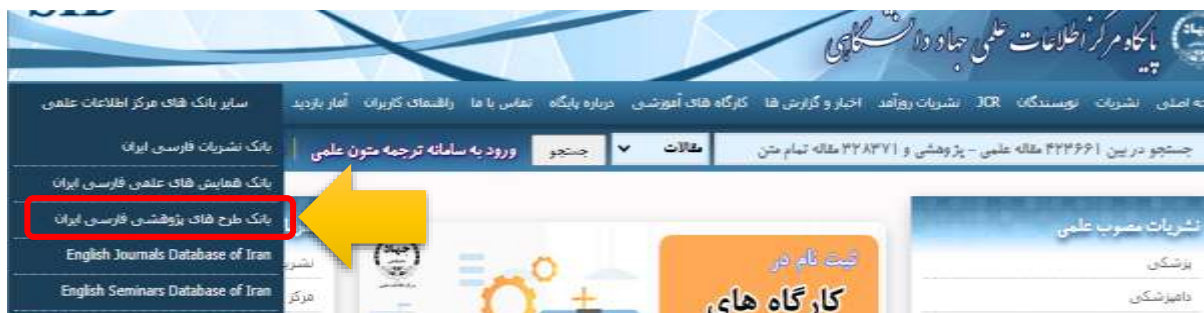 SID
پایگاه مرکز اطلاعات علمی جهاد دانشگاهی
نشریات نویسندگان JCR نشریات روزآمد اخبار و گزارش ها کارگاه های آموزشی درباره پایگاه تماس با ما راهنمای کاربران آمار بازدید سایر بانک های مرکز اطلاعات علمی
جستجو در بین ۴۲۳۶۶۱ مقاله علمی - پژوهشی و ۳۲۸۳۷۱ مقاله تمام متن مقالات جستجو ورود به سامانه ترجمه متون علمی
بانک نشریات فارسی ایران
بانک همایش های علمی فارسی ایران
بانک طرح های پژوهشی فارسی ایران
English Journals Database of Iran
English Seminars Database of Iran
نشریات مصوب علمی
پزشکی
دامپزشکی
ثبت نام در
کارگاه های
جهاد
مرکز